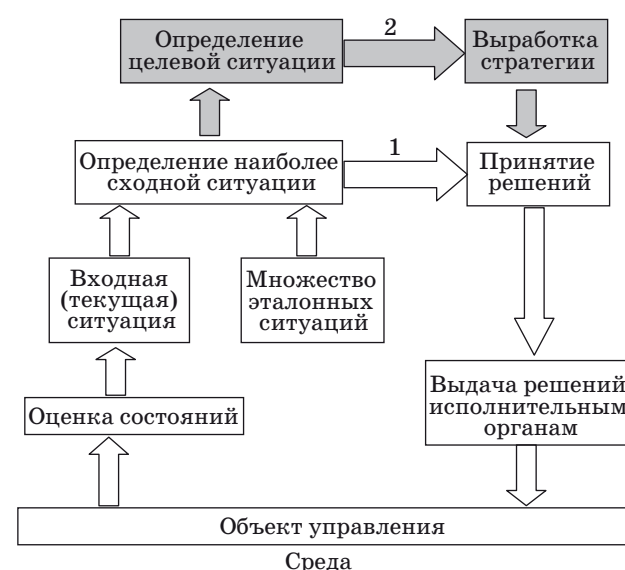 Определение
целевой ситуации
2
Выработка
стратегии
Определение наиболее
сходной ситуации
1
Принятие
решений
Входная
(текущая)
ситуация
Множество
эталонных
ситуаций
Оценка состояний
Выдача решений
исполнительным
органам
Объект управления
Среда